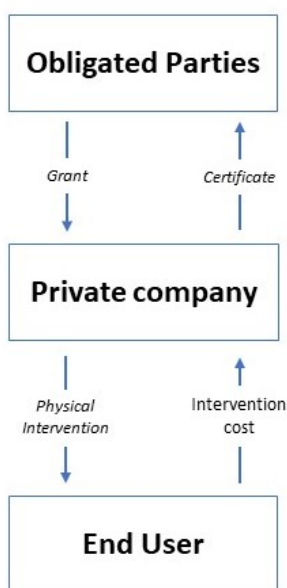 Obligated Parties
Grant
Certificate
Private company
Physical
Intervention
Intervention
cost
End User